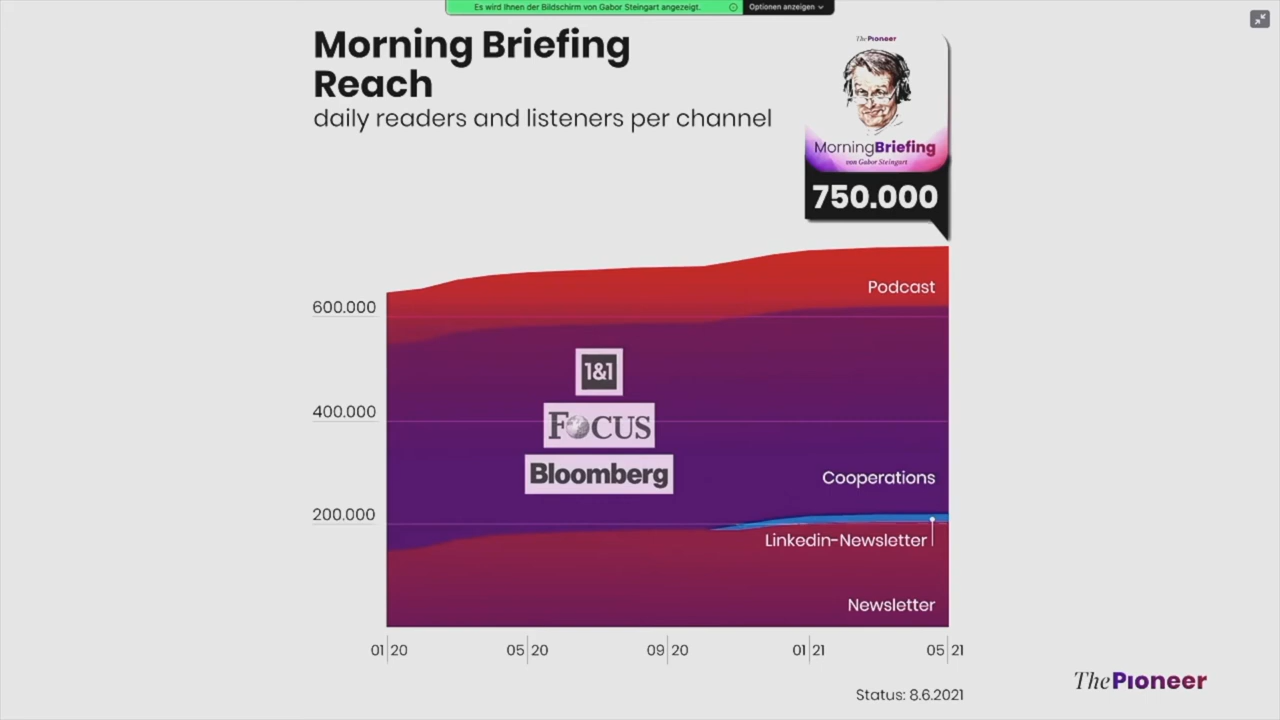 Es wird Ihnen der Bildschirm von Gabor Steingart angezeigt.
Optionen anzeigen
Morning Briefing
Reach
daily readers and listeners per channel
ThePioneer
MorningBriefing
von Gabor Steingart
750.000
Podcast
600.000
1&1
400.000
FOCUS
Bloomberg
Cooperations
200.000
Linkedin-Newsletter
Newsletter
01|20
05|20
09|20
01|21
05|21
ThePioneer
Status: 8.6.2021